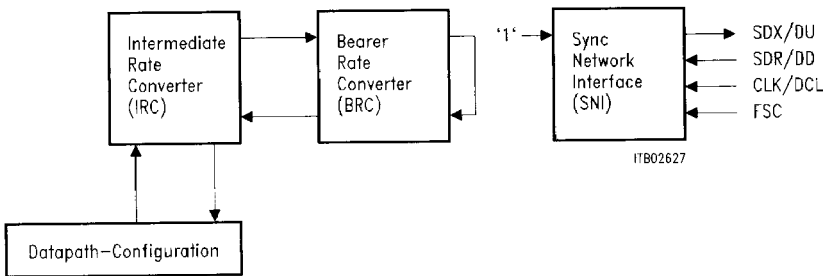 Intermediate
Rate
Converter
(IRC)
Bearer
Rate
Converter
(BRC)
'1'
Sync
Network
Interface
(SNI)
SDX/DU
SDR/DD
CLK/DCL
FSC
ITB02627
Datapath-Configuration